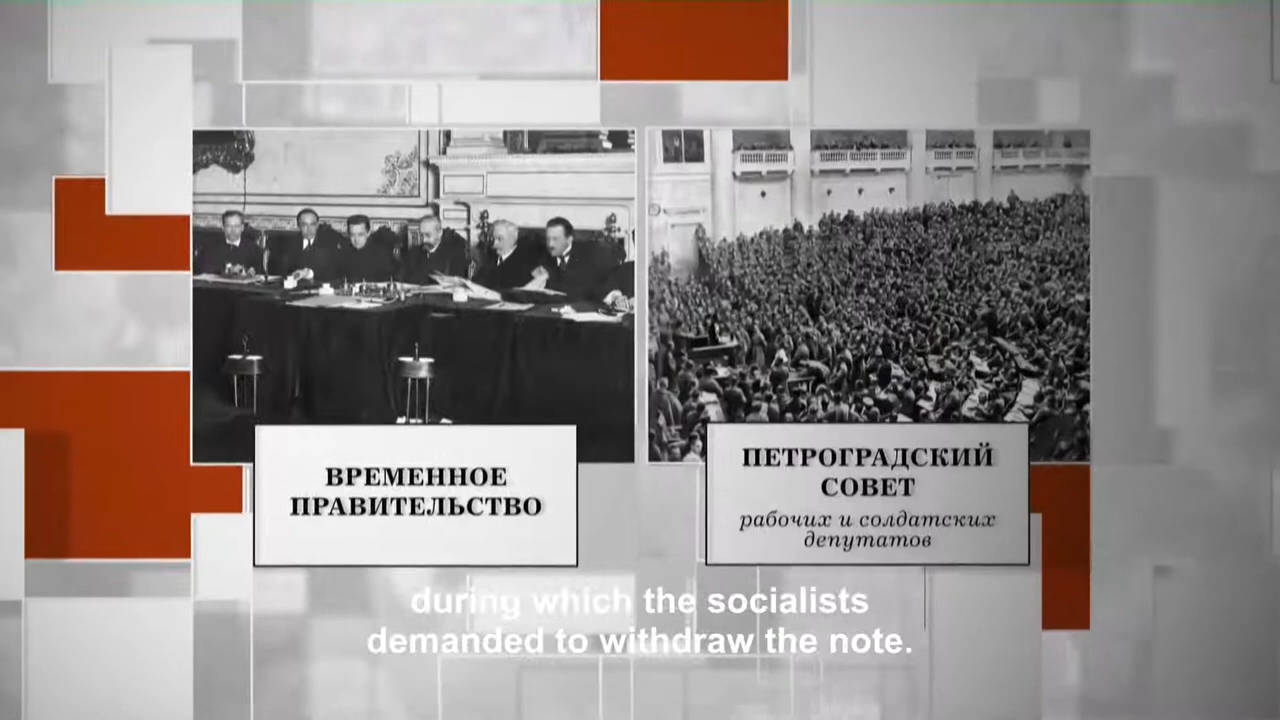 ВРЕМЕННОЕ
ПРАВИТЕЛЬСТВО
ПЕТРОГРАДСКИЙ
СОВЕТ
рабочих и солдатских
депутатов
during which the socialists
demanded to withdraw the note.